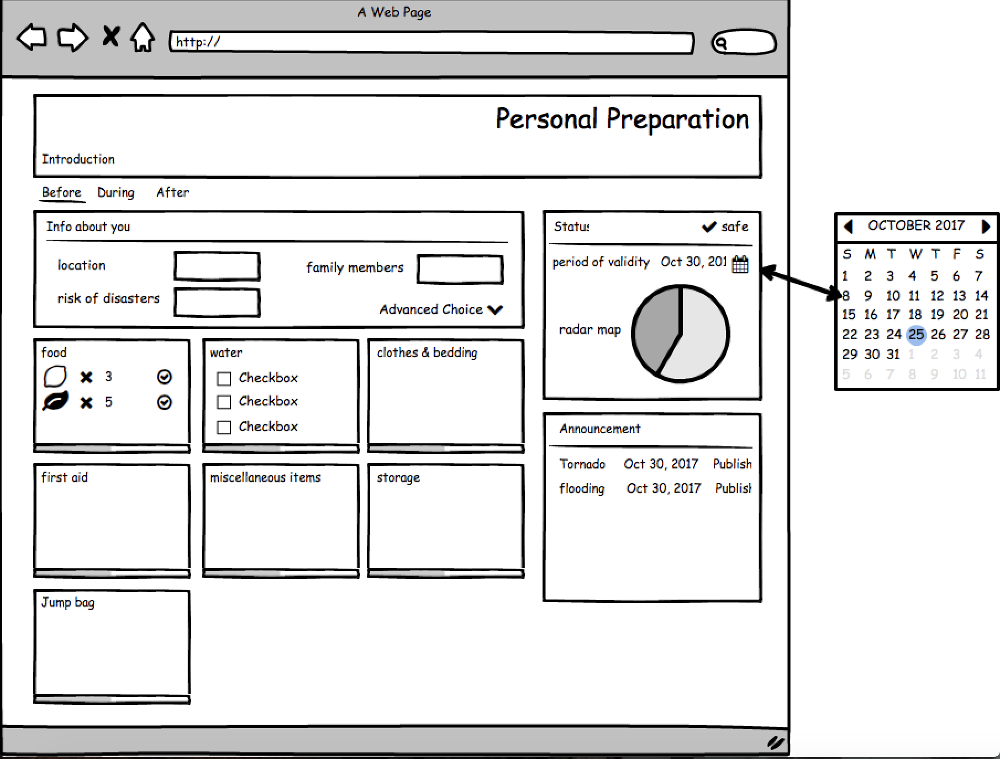 A Web Page
http://
Personal Preparation
Introduction
Before During After
Info about you
location
family members
risk of disasters
Advanced Choice
food
3
5
water
Checkbox
Checkbox
Checkbox
clothes & bedding
first aid
miscellaneous items
storage
Jump bag
Status
safe
period of validity Oct 30, 201
radar map
Announcement
Tornado Oct 30, 2017 Publish
flooding Oct 30, 2017 Publish
OCTOBER 2017
S M T W T F S
1 2 3 4 5 6 7
8 9 10 11 12 13 14
15 16 17 18 19 20 21
22 23 24 25 26 27 28
29 30 31 1 2 3 4
5 6 7 8 9 10 11